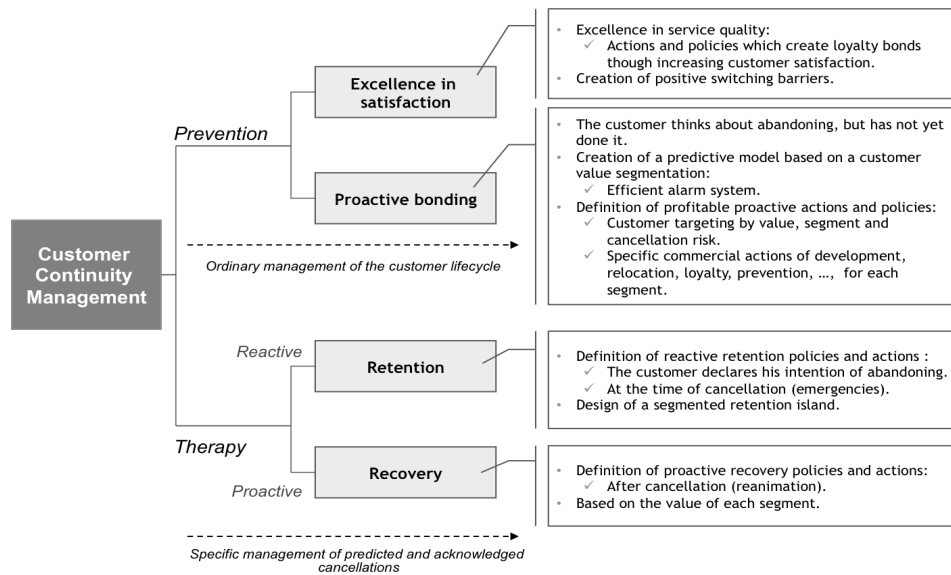 Customer
Continuity
Management
Prevention
Excellence in
satisfaction
• Excellence in service quality:
✓ Actions and policies which create loyalty bonds
though increasing customer satisfaction.
• Creation of positive switching barriers.
Proactive bonding
• The customer thinks about abandoning, but has not yet
done it.
• Creation of a predictive model based on a customer
value segmentation:
✓ Efficient alarm system.
• Definition of profitable proactive actions and policies:
✓ Customer targeting by value, segment and
cancellation risk.
✓ Specific commercial actions of development,
relocation, loyalty, prevention, …, for each
segment.
Ordinary management of the customer lifecycle
Therapy
Reactive
Retention
• Definition of reactive retention policies and actions :
✓ The customer declares his intention of abandoning.
✓ At the time of cancellation (emergencies).
• Design of a segmented retention island.
Proactive
Recovery
• Definition of proactive recovery policies and actions:
✓ After cancellation (reanimation).
• Based on the value of each segment.
Specific management of predicted and acknowledged
cancellations